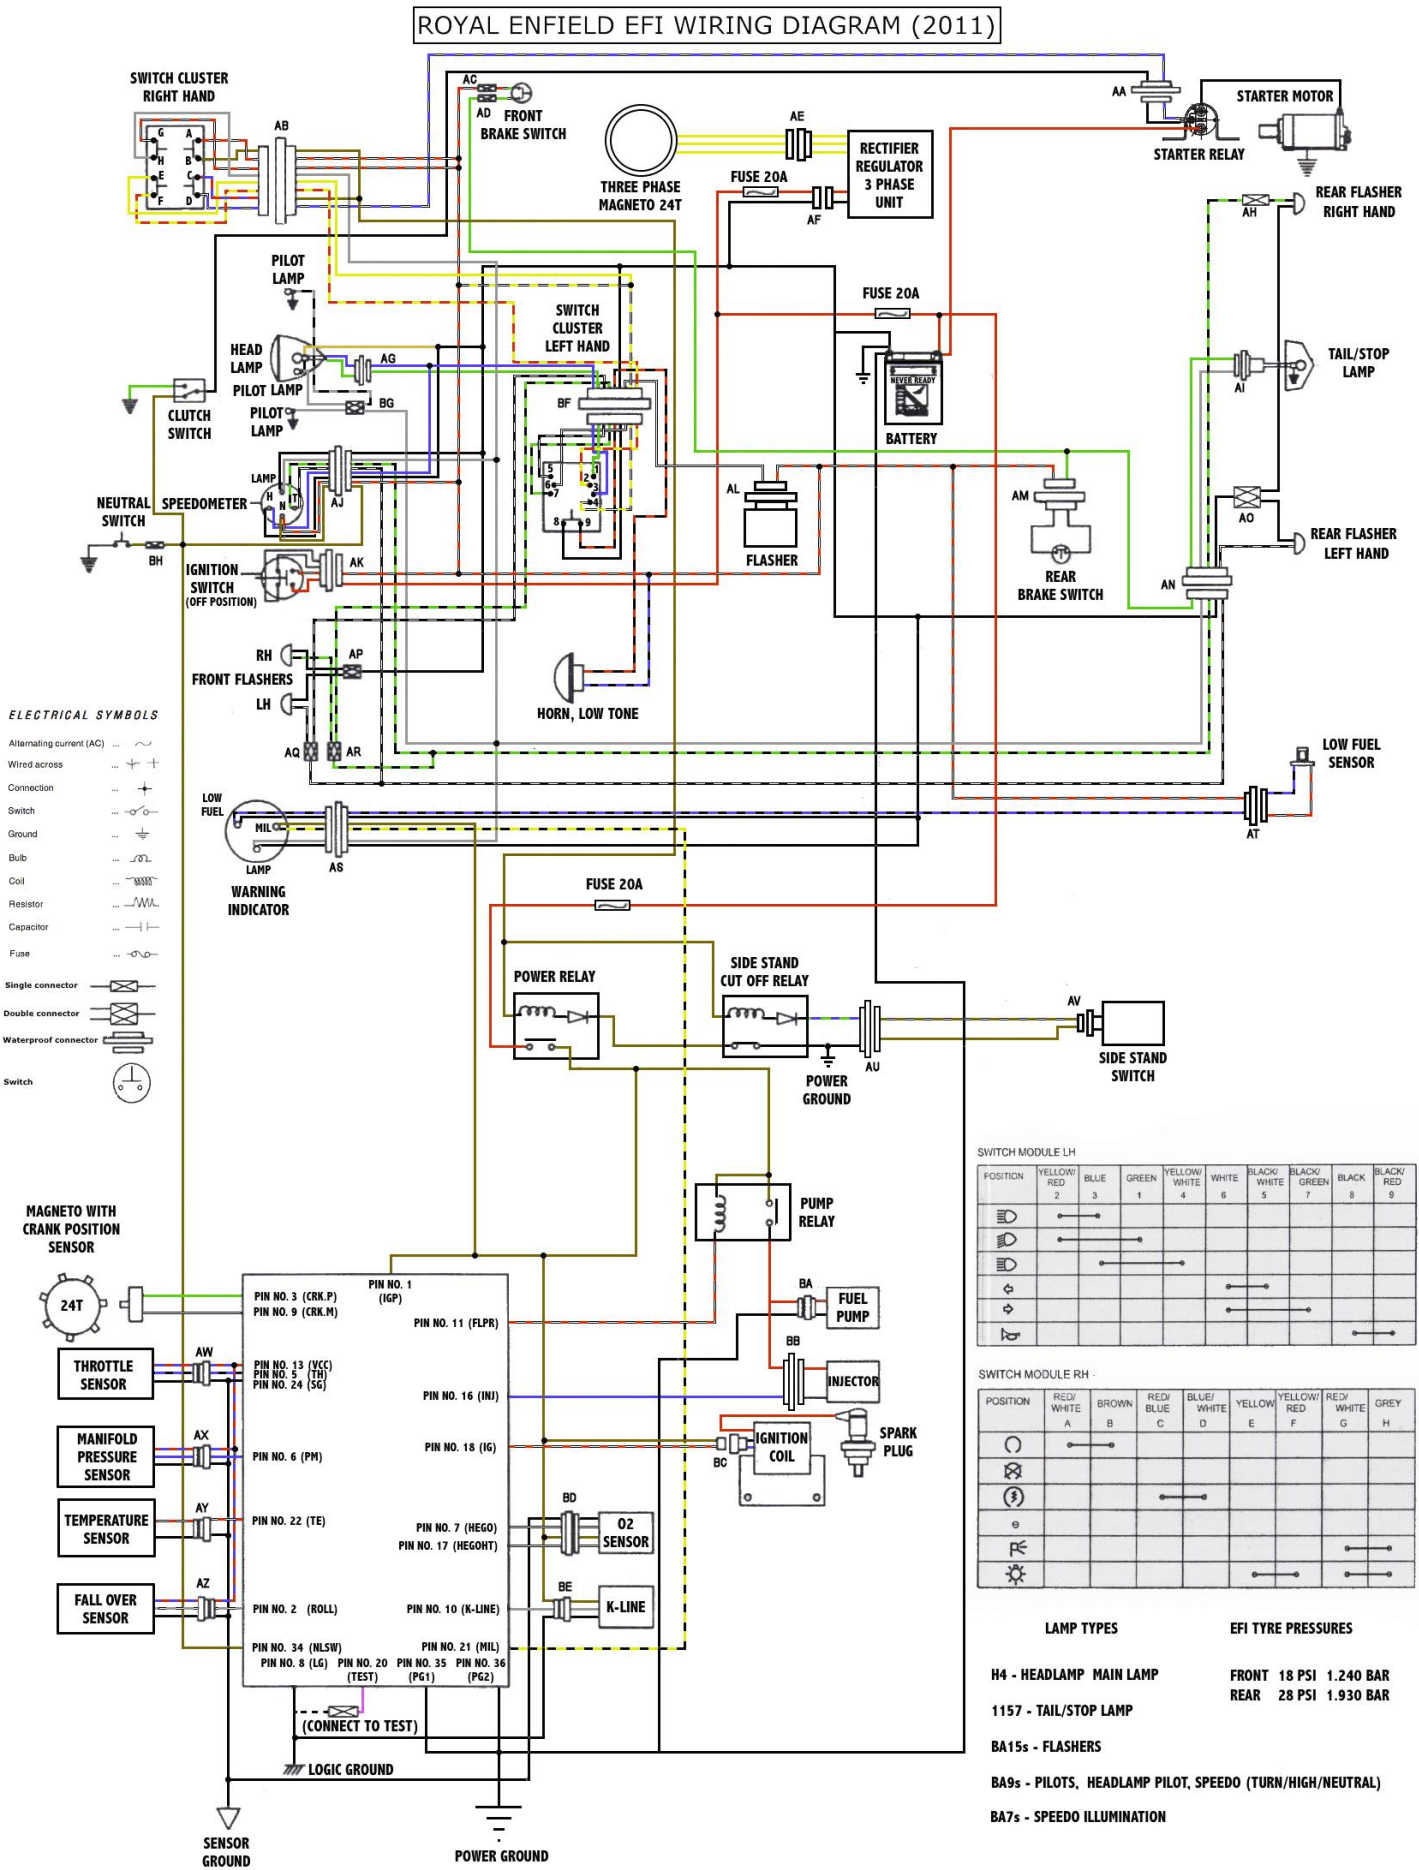 ROYAL ENFIELD EFI WIRING DIAGRAM (2011)
SWITCH CLUSTER
RIGHT HAND
G
A
H
B
E
C
F
D
AB
AC
AD
FRONT
BRAKE SWITCH
THREE PHASE
MAGNETO 24T
AE
FUSE 20A
AF
RECTIFIER
REGULATOR
3 PHASE
UNIT
AA
STARTER MOTOR
STARTER RELAY
REAR FLASHER
RIGHT HAND
AH
PILOT
LAMP
HEAD
LAMP
AG
PILOT LAMP
PILOT
LAMP
BG
CLUTCH
SWITCH
SWITCH
CLUSTER
LEFT HAND
BF
5
6
7
1
2
3
4
8
9
FUSE 20A
NEVER READY
BATTERY
TAIL/STOP
LAMP
AI
LAMP
H
T
N
AJ
NEUTRAL
SWITCH
SPEEDOMETER
BH
IGNITION
SWITCH
(OFF POSITION)
AK
AL
FLASHER
AM
REAR
BRAKE SWITCH
AO
REAR FLASHER
LEFT HAND
AN
RH
AP
FRONT FLASHERS
LH
AQ
AR
HORN, LOW TONE
LOW FUEL
SENSOR
AT
ELECTRICAL SYMBOLS
Alternating current (AC) ...
Wired across ...
Connection ...
Switch ...
Ground ...
Bulb ...
Coil ...
Resistor ...
Capacitor ...
Fuse ...
Single connector
Double connector
Waterproof connector
Switch
LOW
FUEL
MIL
LAMP
AS
WARNING
INDICATOR
FUSE 20A
POWER RELAY
SIDE STAND
CUT OFF RELAY
AU
POWER
GROUND
AV
SIDE STAND
SWITCH
PUMP
RELAY
MAGNETO WITH
CRANK POSITION
SENSOR
24T
THROTTLE
SENSOR
AW
MANIFOLD
PRESSURE
SENSOR
AX
TEMPERATURE
SENSOR
AY
FALL OVER
SENSOR
AZ
PIN NO. 1
(IGP)
PIN NO. 3 (CRK.P)
PIN NO. 9 (CRK.M)
PIN NO. 11 (FLPR)
PIN NO. 13 (VCC)
PIN NO. 5 (TH)
PIN NO. 24 (SG)
PIN NO. 16 (INJ)
PIN NO. 18 (IG)
PIN NO. 6 (PM)
PIN NO. 22 (TE)
PIN NO. 7 (HEGO)
PIN NO. 17 (HEGOHT)
PIN NO. 2 (ROLL)
PIN NO. 10 (K-LINE)
PIN NO. 34 (NLSW)
PIN NO. 21 (MIL)
PIN NO. 8 (LG)
PIN NO. 20
(TEST)
PIN NO. 35
(PG1)
PIN NO. 36
(PG2)
BA
FUEL
PUMP
BB
INJECTOR
BC
IGNITION
COIL
SPARK
PLUG
BD
O2
SENSOR
BE
K-LINE
(CONNECT TO TEST)
LOGIC GROUND
SENSOR
GROUND
POWER GROUND
SWITCH MODULE LH
POSITION YELLOW/RED BLUE GREEN YELLOW/WHITE WHITE BLACK/WHITE BLACK/GREEN BLACK BLACK/RED
2 3 1 4 6 5 7 8 9
SWITCH MODULE RH
POSITION RED/WHITE BROWN RED/BLUE BLUE/WHITE YELLOW YELLOW/RED RED/WHITE GREY
A B C D E F G H
LAMP TYPES
H4 - HEADLAMP MAIN LAMP
1157 - TAIL/STOP LAMP
BA15s - FLASHERS
BA9s - PILOTS, HEADLAMP PILOT, SPEEDO (TURN/HIGH/NEUTRAL)
BA7s - SPEEDO ILLUMINATION
EFI TYRE PRESSURES
FRONT 18 PSI 1.240 BAR
REAR 28 PSI 1.930 BAR